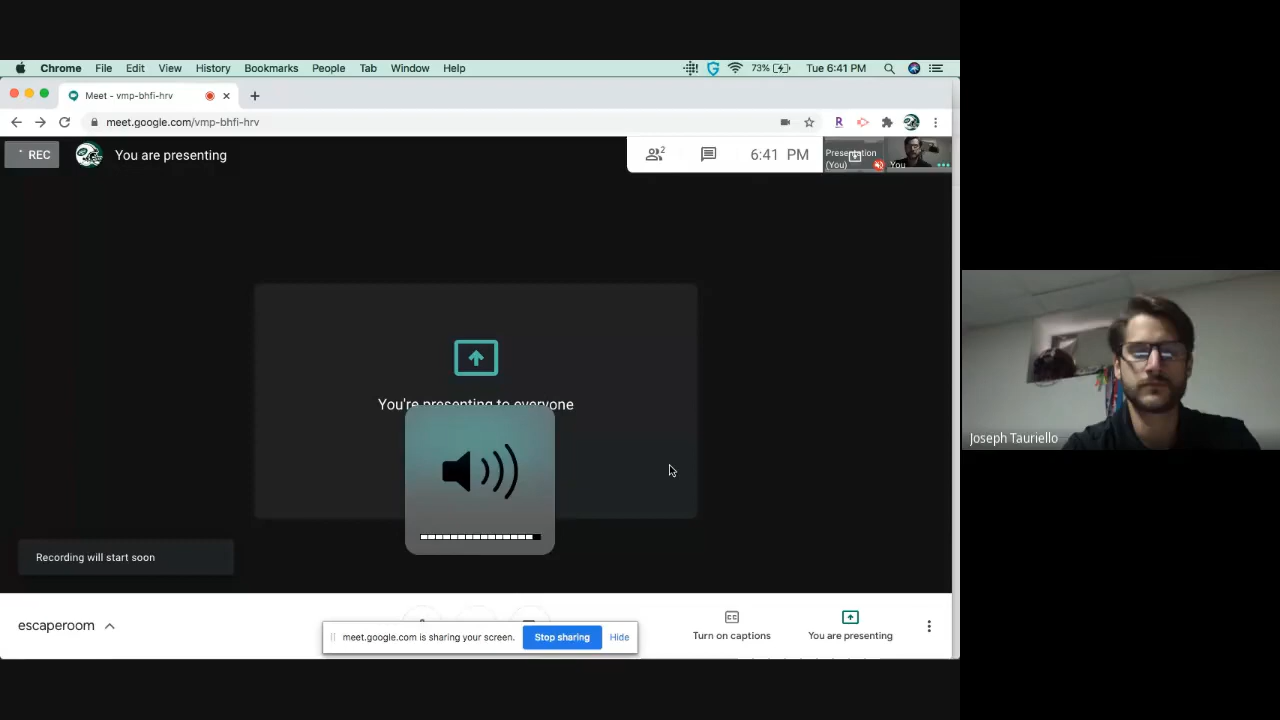 Chrome File Edit View History Bookmarks People Tab Window Help 73% Tue 6:41 PM
Meet - vmp-bhfi-hrv
meet.google.com/vmp-bhfi-hrv R
REC You are presenting 2 6:41 PM Presentation (You) You
You're presenting to everyone
Joseph Tauriello
Recording will start soon
escaperoom
meet.google.com is sharing your screen. Stop sharing Hide
CC
Turn on captions You are presenting